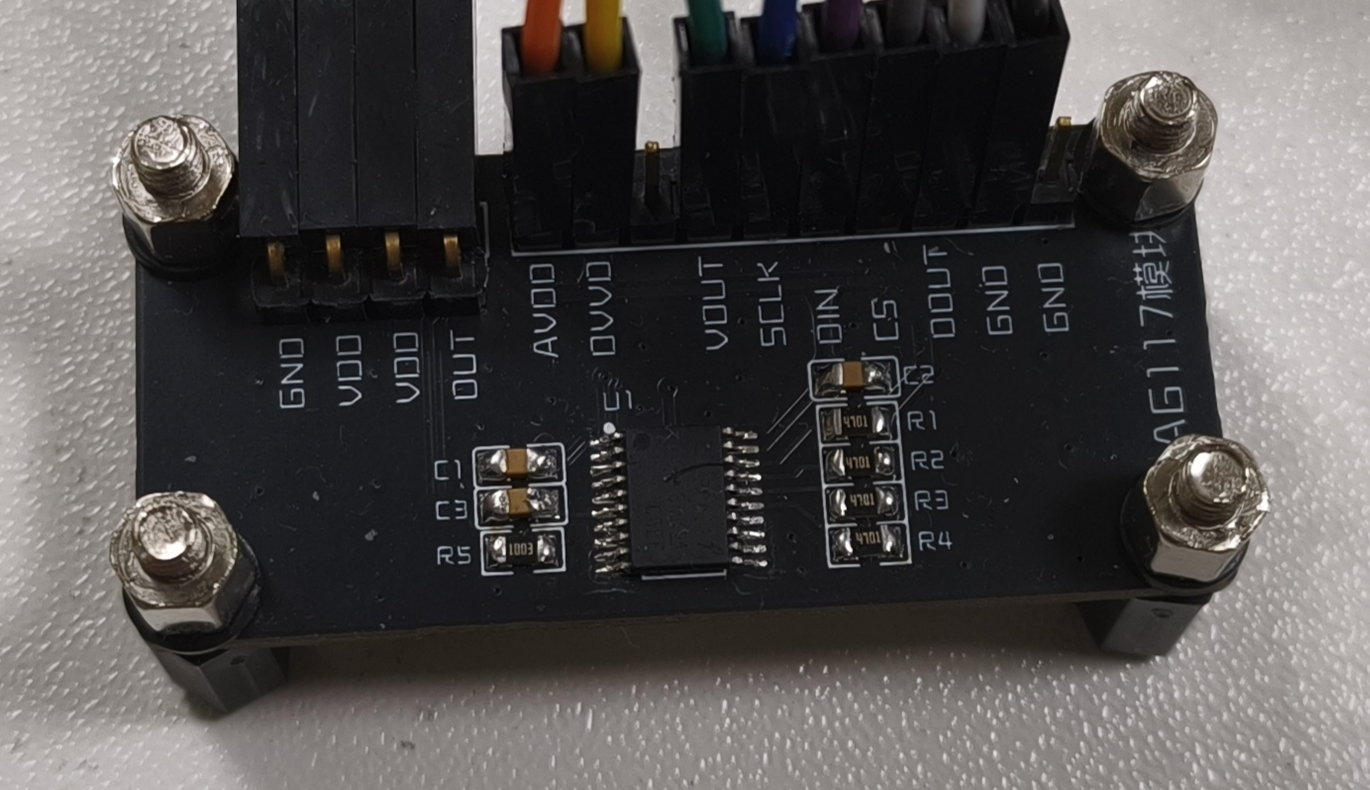 GND
VDD
VDD
OUT
AVDD
DVVD
VOUT
SCLK
DIN
CS
DOUT
GND
GND
AG117模块
C2
4701 R1
C1
4701 R2
C3
4701 R3
R5 1003
4701 R4